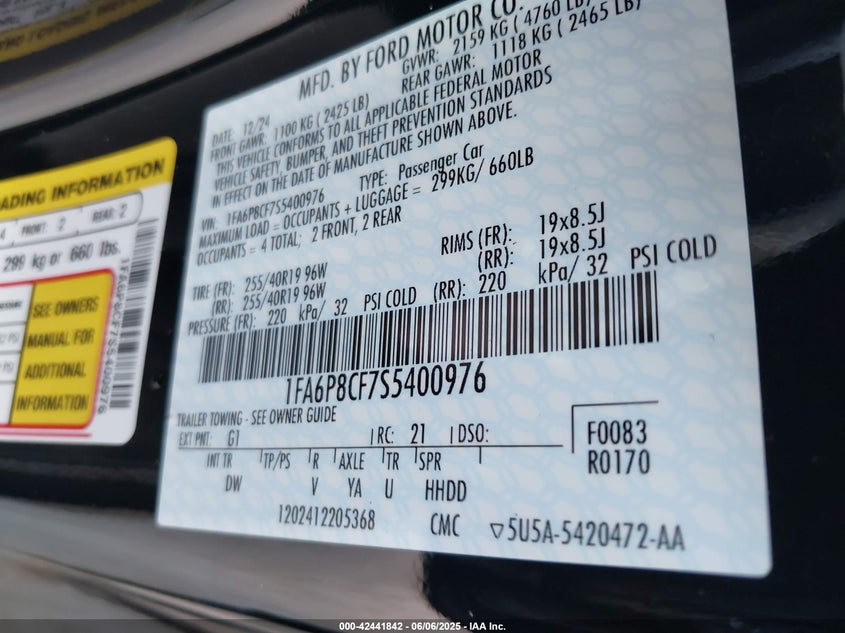 MFD. BY FORD MOTOR CO.
DATE: 12/24
GVWR: 2159 KG ( 4760 LB)
FRONT GAWR: 1100 KG ( 2425 LB)
REAR GAWR: 1118 KG ( 2465 LB)
THIS VEHICLE CONFORMS TO ALL APPLICABLE FEDERAL MOTOR
VEHICLE SAFETY, BUMPER, AND THEFT PREVENTION STANDARDS
IN EFFECT ON THE DATE OF MANUFACTURE SHOWN ABOVE.
VIN: 1FA6P8CF7S5400976 TYPE: Passenger Car
MAXIMUM LOAD = OCCUPANTS + LUGGAGE = 299KG/ 660LB
OCCUPANTS = 4 TOTAL; 2 FRONT, 2 REAR
TIRE (FR): 255/40R19 96W RIMS (FR): 19x8.5J
(RR): 255/40R19 96W (RR): 19x8.5J
PRESSURE (FR): 220 kPa/ 32 PSI COLD (RR): 220 kPa/ 32 PSI COLD
1FA6P8CF7S5400976
TRAILER TOWING - SEE OWNER GUIDE
EXT PNT: G1 RC: 21 DSO:
F0083
R0170
INT TR TP/PS R AXLE TR SPR
DW V YA U HHDD
1202412205368 CMC ▽5U5A-5420472-AA
ADING INFORMATION
4 FRONT: 2 REAR: 2
299 kg or 660 lbs.
SEE OWNERS
MANUAL FOR
ADDITIONAL
INFORMATION
1FA6P8CF7S5400976
000-42441842 - 06/06/2025 - IAA Inc.